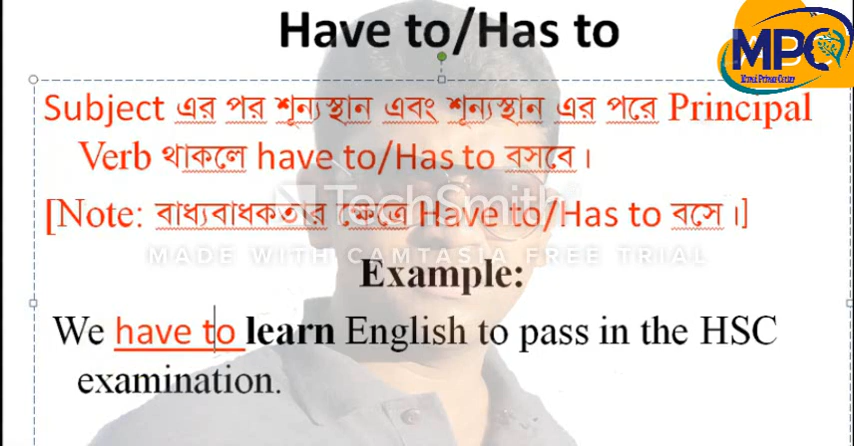 Have to/Has to
MPC
Subject এর পর শূন্যস্থান এবং শূন্যস্থান এর পরে Principal
Verb থাকলে have to/Has to বসবে।
TechSmith
[Note: বাধ্যবাধকতার ক্ষেত্রে Have to/Has to বসে।]
MADE WITH CAMTASIA FREE TRIAL
Example:
We have to learn English to pass in the HSC
examination.